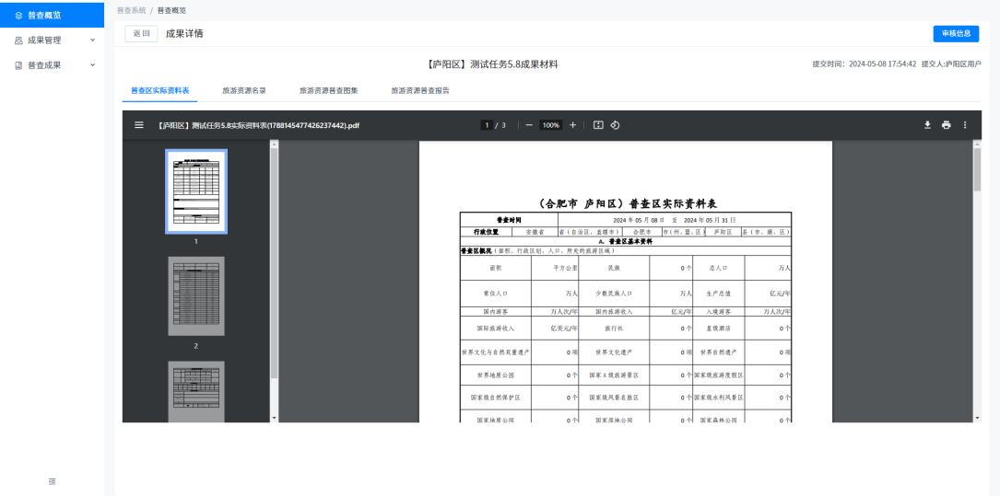 普查概览
成果管理
普查成果
普查系统 / 普查概览
返回 成果详情 审核信息
【庐阳区】测试任务5.8成果材料 提交时间：2024-05-08 17:54:42 提交人:庐阳区用户
普查区实际资料表 旅游资源名录 旅游资源普查图集 旅游资源普查报告
【庐阳区】测试任务5.8实际资料表(1788145477426237442).pdf 1 / 3 100%
1
2
（合肥市 庐阳区）普查区实际资料表
普查时间 2024 年 05 月 08 日 至 2024 年 05 月 31 日
行政位置 安徽省 省（自治区、直辖市） 合肥市 市（州、盟、区） 庐阳区 县（市、旗、区）
A. 普查区基本资料
普查区概况（面积、行政区划、人口、所处的旅游区域）
面积 平方公里 民族 0 个 总人口 万人
常住人口 万人 少数民族人口 万人 生产总值 亿元/年
国内游客 万人次/年 国内旅游收入 亿元/年 入境游客 万人次/年
国际旅游收入 亿美元/年 旅行社 0 个 星级酒店 0 个
世界文化与自然双重遗产 0 项 世界文化遗产 0 项 世界自然遗产 0 项
世界地质公园 0 个 国家 A 级旅游景区 0 个 国家级旅游度假区 0 个
国家级自然保护区 0 个 国家级风景名胜区 0 个 国家级水利风景区 0 个
国家地质公园 0 个 国家湿地公园 0 个 国家森林公园 0 个